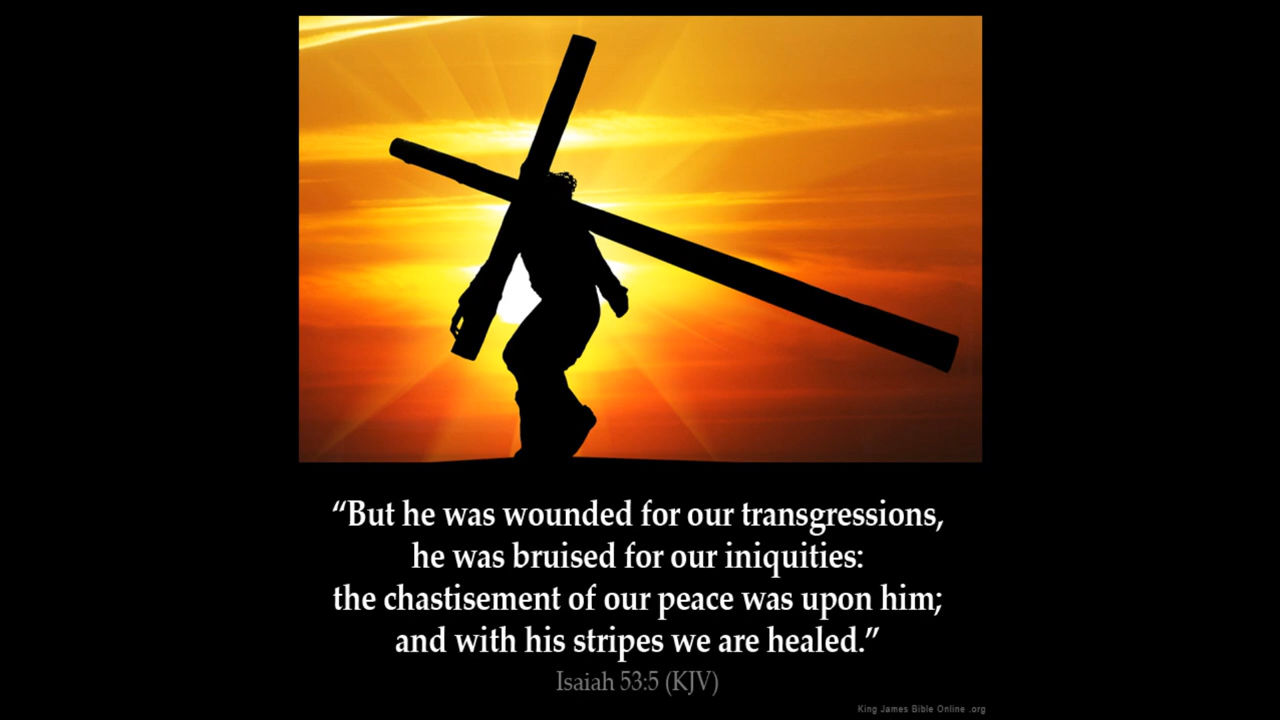 “But he was wounded for our transgressions,
he was bruised for our iniquities:
the chastisement of our peace was upon him;
and with his stripes we are healed.”
Isaiah 53:5 (KJV)
King James Bible Online .org